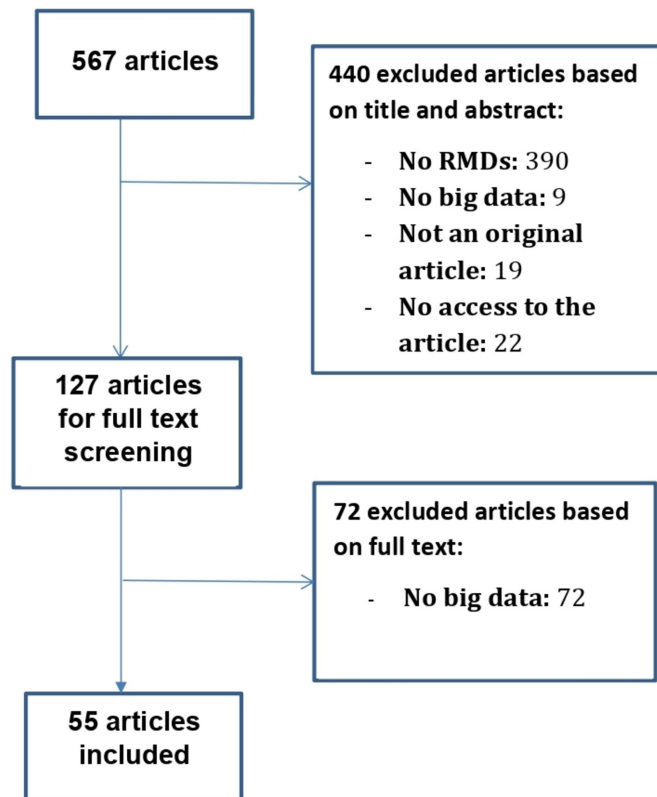 567 articles
440 excluded articles based
on title and abstract:
- No RMDs: 390
- No big data: 9
- Not an original
article: 19
- No access to the
article: 22
127 articles
for full text
screening
72 excluded articles based
on full text:
- No big data: 72
55 articles
included